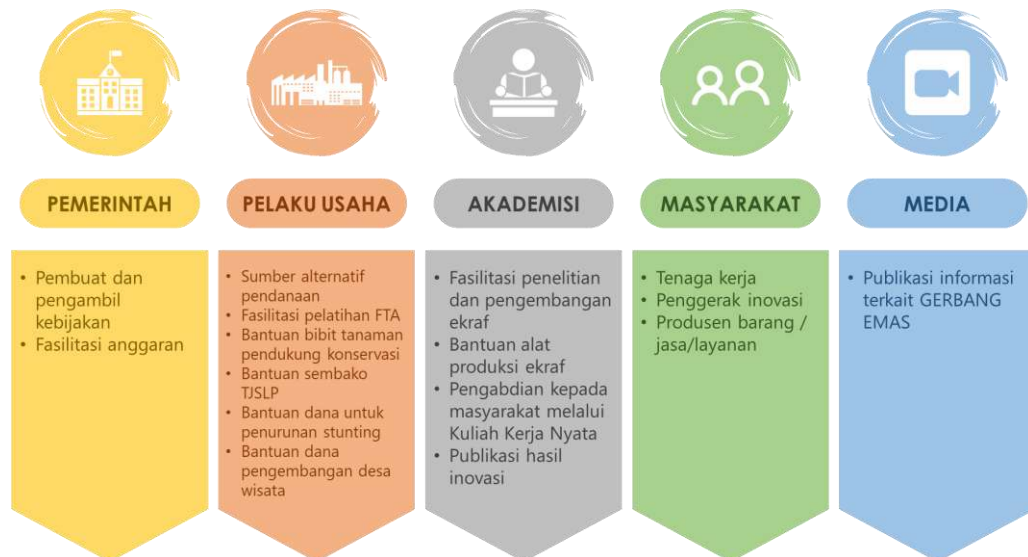 PEMERINTAH
• Pembuat dan
pengambil
kebijakan
• Fasilitasi anggaran
PELAKU USAHA
• Sumber alternatif
pendanaan
• Fasilitasi pelatihan FTA
• Bantuan bibit tanaman
pendukung konservasi
• Bantuan sembako
TJSLP
• Bantuan dana untuk
penurunan stunting
• Bantuan dana
pengembangan desa
wisata
AKADEMISI
• Fasilitasi penelitian
dan pengembangan
ekraf
• Bantuan alat
produksi ekraf
• Pengabdian kepada
masyarakat melalui
Kuliah Kerja Nyata
• Publikasi hasil
inovasi
MASYARAKAT
• Tenaga kerja
• Penggerak inovasi
• Produsen barang /
jasa/layanan
MEDIA
• Publikasi informasi
terkait GERBANG
EMAS